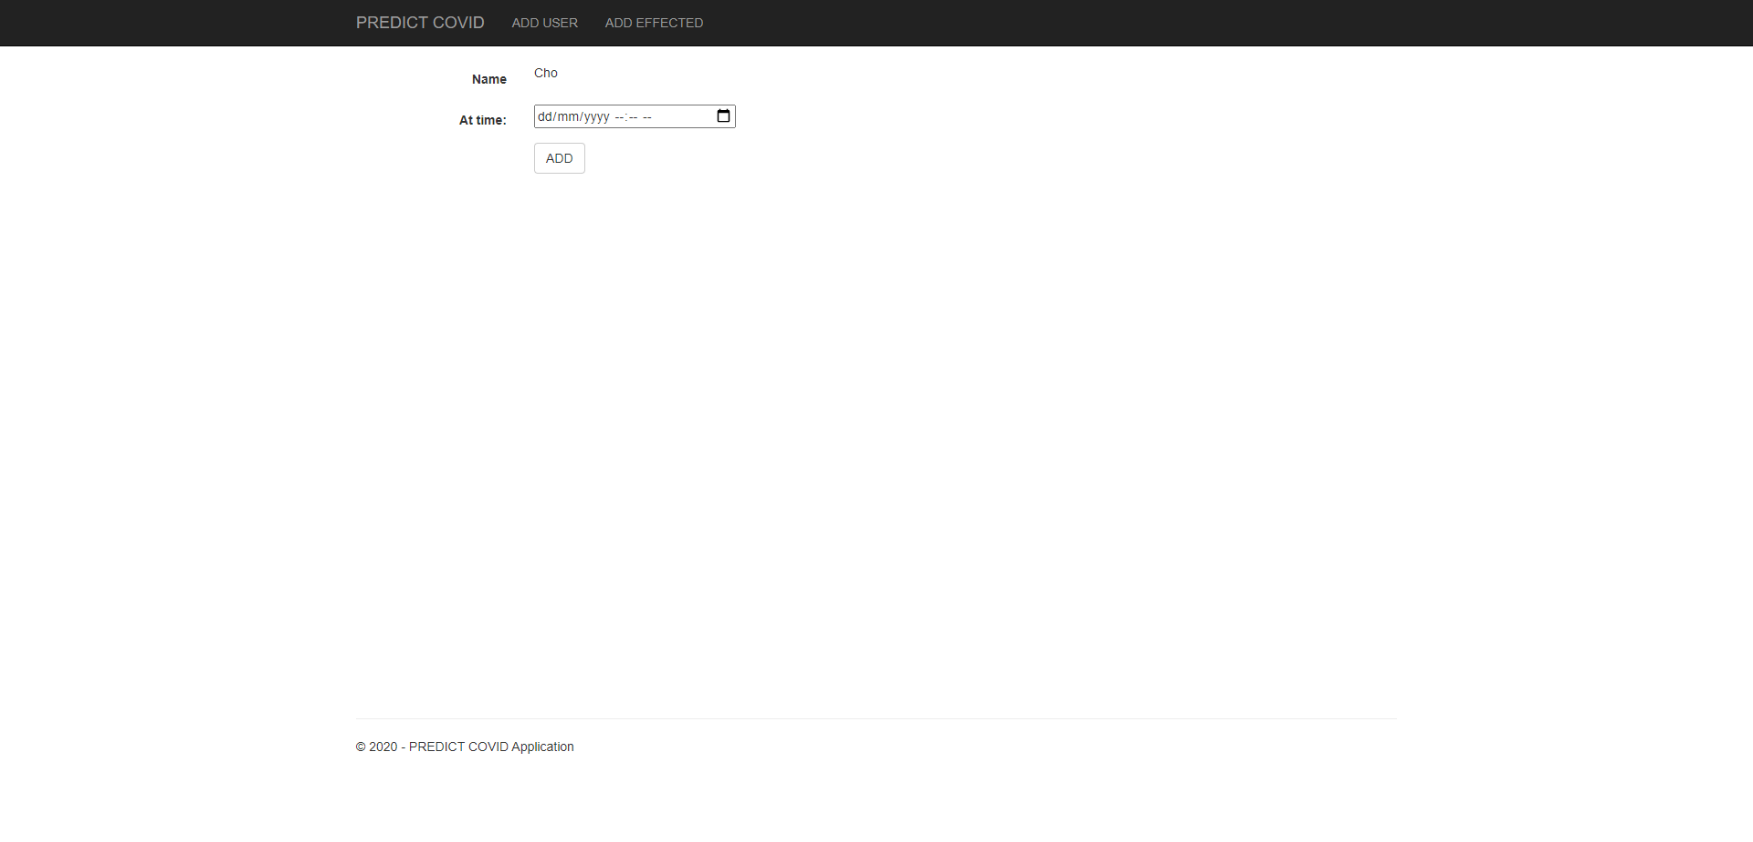 PREDICT COVID ADD USER ADD EFFECTED
Name Cho
At time: dd/mm/yyyy --:-- --
ADD
© 2020 - PREDICT COVID Application